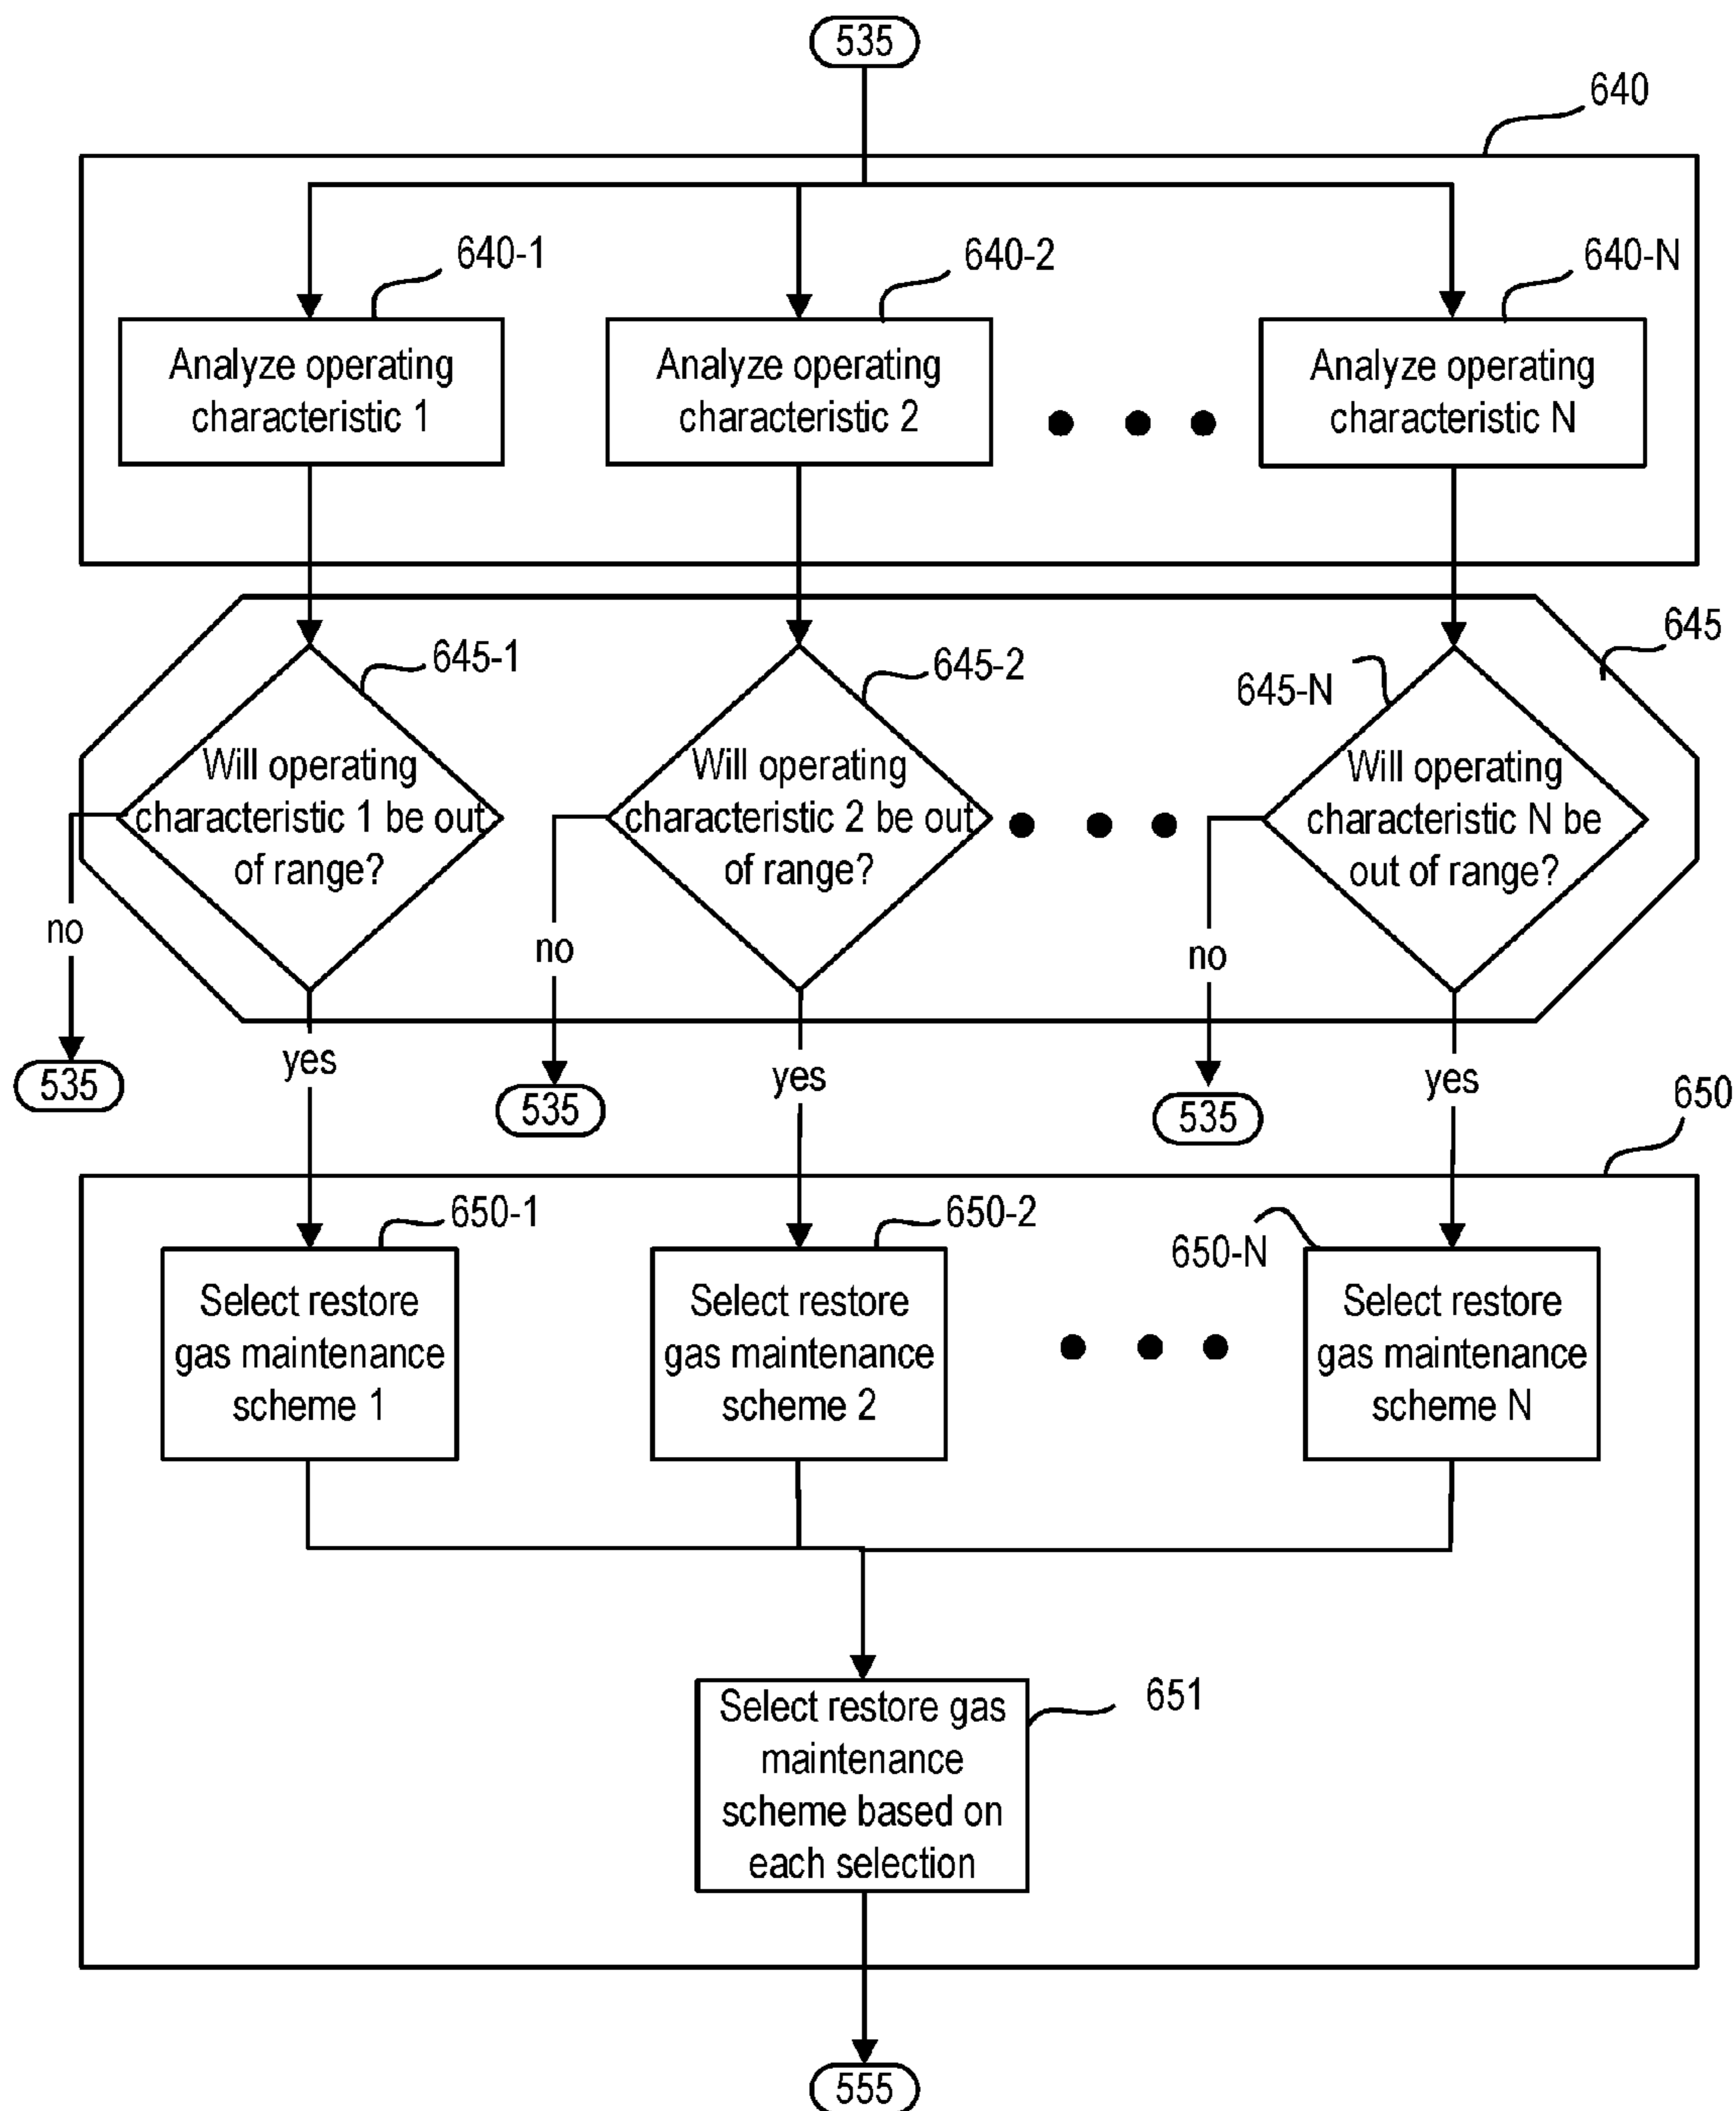 535
640
640-1
640-2
640-N
Analyze operating
characteristic 1
Analyze operating
characteristic 2
Analyze operating
characteristic N
645
645-1
645-2
645-N
Will operating
characteristic 1 be out
of range?
Will operating
characteristic 2 be out
of range?
Will operating
characteristic N be
out of range?
no
no
no
yes
yes
yes
535
535
535
650
650-1
650-2
650-N
Select restore
gas maintenance
scheme 1
Select restore
gas maintenance
scheme 2
Select restore
gas maintenance
scheme N
651
Select restore gas
maintenance
scheme based on
each selection
555